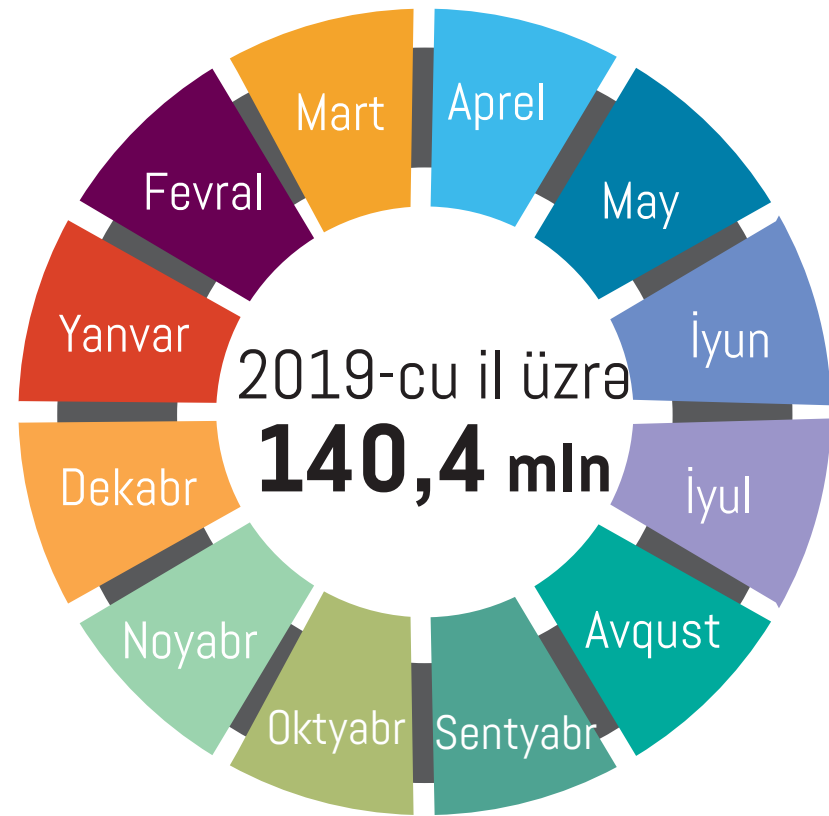 Mart
Aprel
Fevral
May
Yanvar
İyun
2019-cu il üzrə
140,4 mln
Dekabr
İyul
Noyabr
Avqust
Oktyabr
Sentyabr